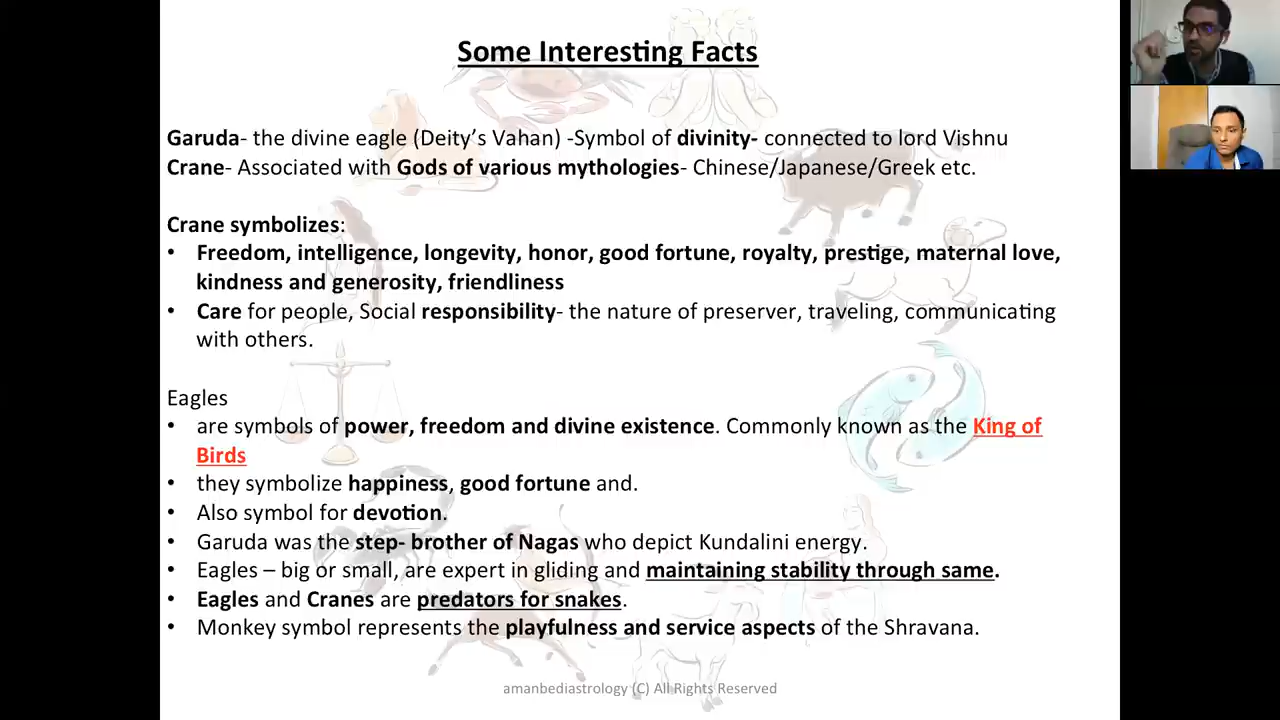 Some Interesting Facts
Garuda- the divine eagle (Deity's Vahan) -Symbol of divinity- connected to lord Vishnu
Crane- Associated with Gods of various mythologies- Chinese/Japanese/Greek etc.
Crane symbolizes:
• Freedom, intelligence, longevity, honor, good fortune, royalty, prestige, maternal love,
kindness and generosity, friendliness
• Care for people, Social responsibility- the nature of preserver, traveling, communicating
with others.
Eagles
• are symbols of power, freedom and divine existence. Commonly known as the King of
Birds
• they symbolize happiness, good fortune and.
• Also symbol for devotion.
• Garuda was the step- brother of Nagas who depict Kundalini energy.
• Eagles – big or small, are expert in gliding and maintaining stability through same.
• Eagles and Cranes are predators for snakes.
• Monkey symbol represents the playfulness and service aspects of the Shravana.
amanbediastrology (C) All Rights Reserved